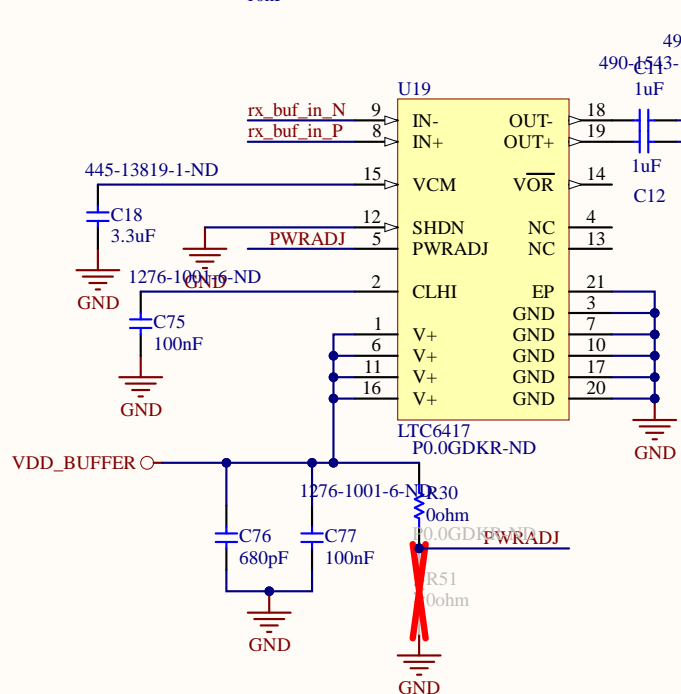 490-1543-
C11
1uF
U19
rx_buf_in_N 9 IN- OUT- 18
rx_buf_in_P 8 IN+ OUT+ 19
1uF
C12
445-13819-1-ND
15 VCM VOR 14
C18
3.3uF
GND
12 SHDN NC 4
PWRADJ 5 PWRADJ NC 13
GND
1276-1001-6-ND
2 CLHI EP 21
GND 3
C75
100nF
GND
1 V+ GND 7
6 V+ GND 10
11 V+ GND 17
16 V+ GND 20
GND
LTC6417
P0.0GDKR-ND
VDD_BUFFER
1276-1001-6-ND
R30
0ohm
C76
680pF
C77
100nF
P0.0GDKR-ND
PWRADJ
R51
0ohm
GND
GND